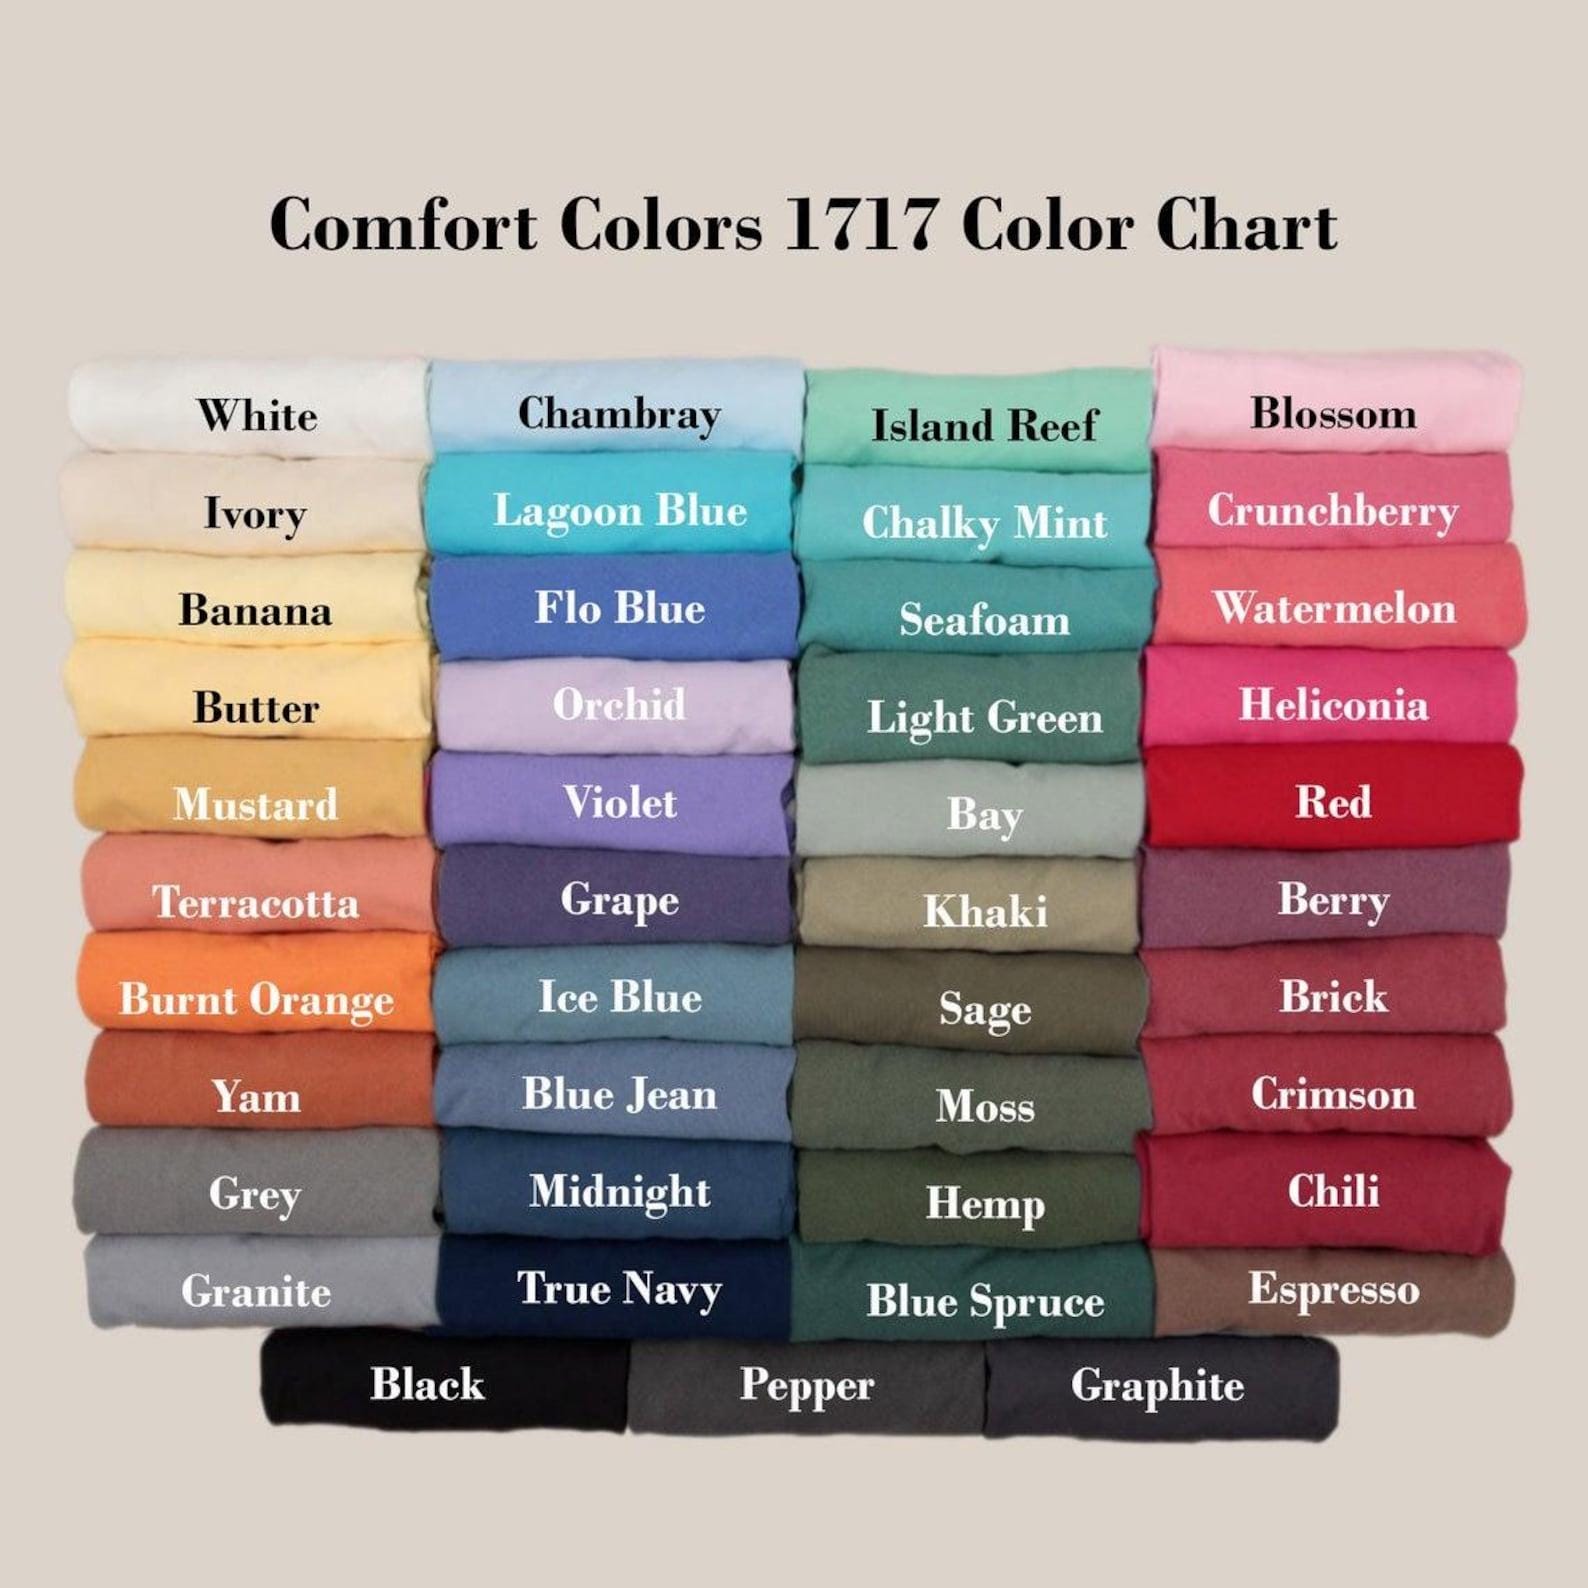 Comfort Colors 1717 Color Chart
White
Ivory
Banana
Butter
Mustard
Terracotta
Burnt Orange
Yam
Grey
Granite
Chambray
Lagoon Blue
Flo Blue
Orchid
Violet
Grape
Ice Blue
Blue Jean
Midnight
True Navy
Island Reef
Chalky Mint
Seafoam
Light Green
Bay
Khaki
Sage
Moss
Hemp
Blue Spruce
Blossom
Crunchberry
Watermelon
Heliconia
Red
Berry
Brick
Crimson
Chili
Espresso
Black
Pepper
Graphite